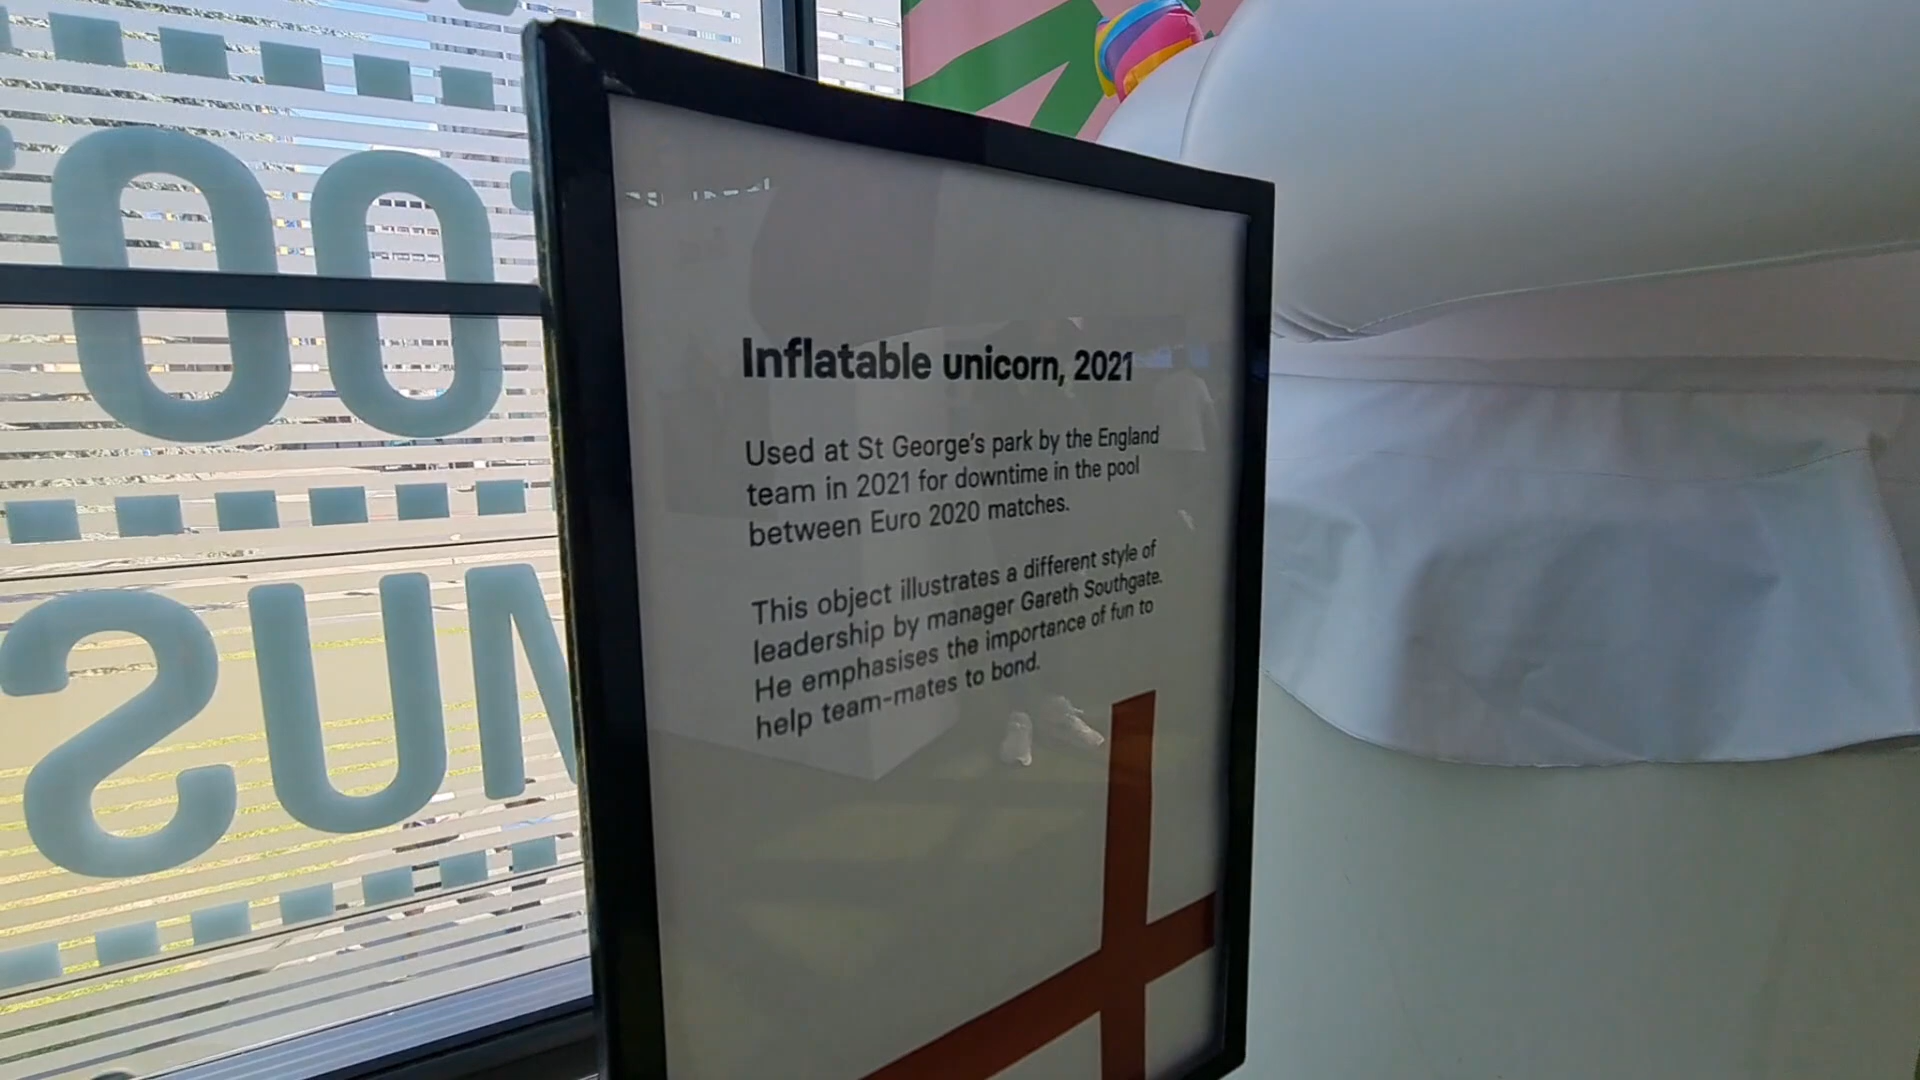 Inflatable unicorn, 2021
Used at St George's park by the England
team in 2021 for downtime in the pool
between Euro 2020 matches.
This object illustrates a different style of
leadership by manager Gareth Southgate.
He emphasises the importance of fun to
help team-mates to bond.
OO
MUS